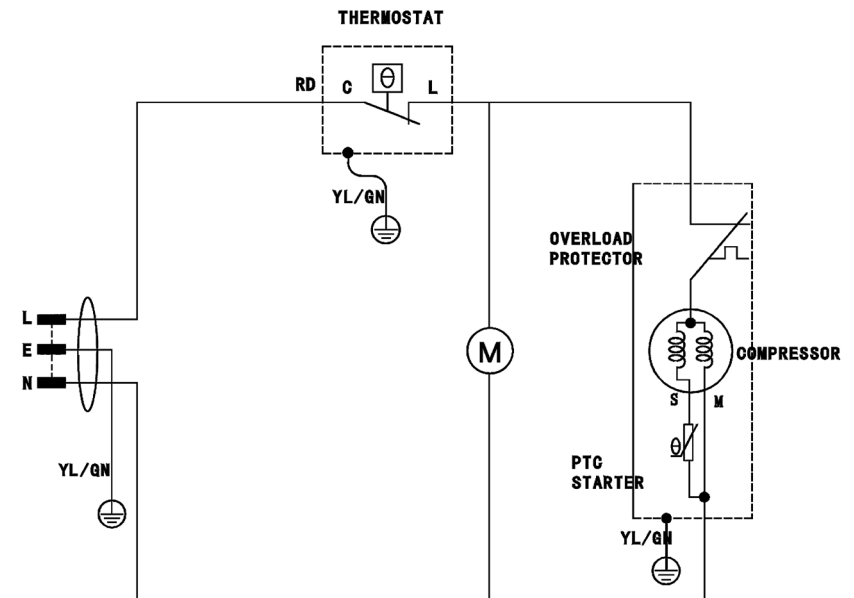 THERMOSTAT
RD
C
θ
L
YL/GN
OVERLOAD
PROTECTOR
L
E
N
M
COMPRESSOR
S
M
θ
YL/GN
PTC
STARTER
YL/GN